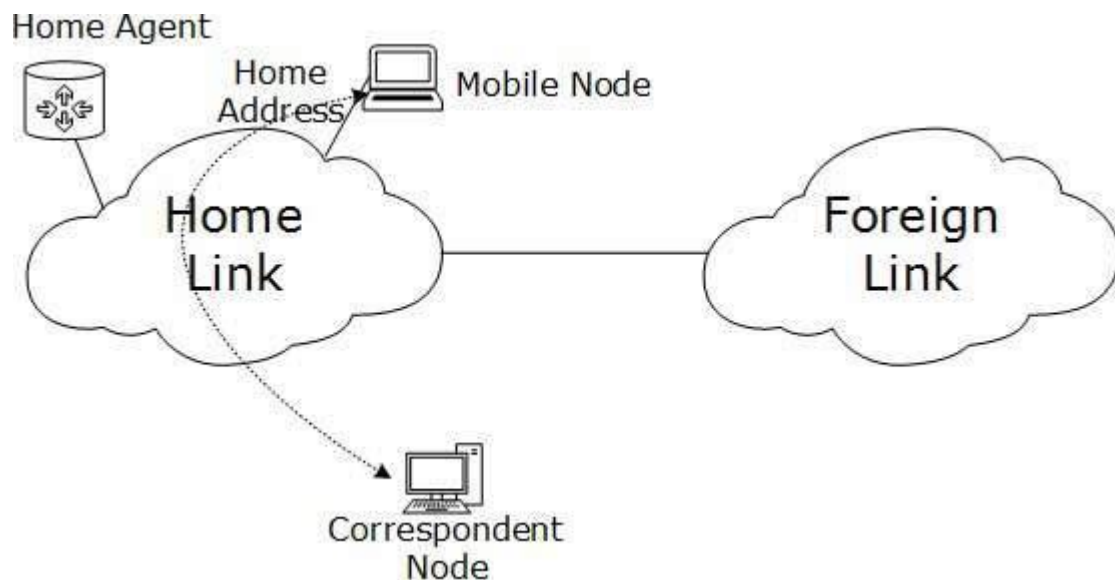 Home Agent
Home
Address
Mobile Node
Home
Link
Foreign
Link
Correspondent
Node